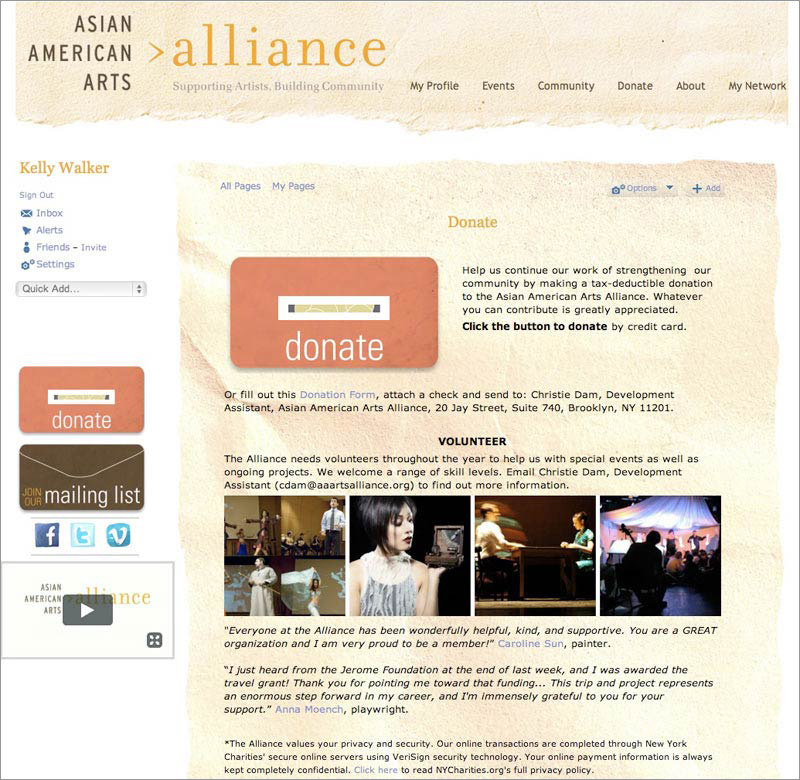 ASIAN
AMERICAN
ARTS
>alliance
Supporting Artists, Building Community
My Profile Events Community Donate About My Network
Kelly Walker
Sign Out
Inbox
Alerts
Friends – Invite
Settings
Quick Add...
donate
JOIN OUR mailing list
ASIAN
AMERICAN
ARTS
alliance
All Pages My Pages
Options Add
Donate
donate
Help us continue our work of strengthening our
community by making a tax-deductible donation
to the Asian American Arts Alliance. Whatever
you can contribute is greatly appreciated.
Click the button to donate by credit card.
Or fill out this Donation Form, attach a check and send to: Christie Dam, Development
Assistant, Asian American Arts Alliance, 20 Jay Street, Suite 740, Brooklyn, NY 11201.
VOLUNTEER
The Alliance needs volunteers throughout the year to help us with special events as well as
ongoing projects. We welcome a range of skill levels. Email Christie Dam, Development
Assistant (cdam@aaartsalliance.org) to find out more information.
"Everyone at the Alliance has been wonderfully helpful, kind, and supportive. You are a GREAT
organization and I am very proud to be a member!" Caroline Sun, painter.
"I just heard from the Jerome Foundation at the end of last week, and I was awarded the
travel grant! Thank you for pointing me toward that funding... This trip and project represents
an enormous step forward in my career, and I'm immensely grateful to you for your
support." Anna Moench, playwright.
*The Alliance values your privacy and security. Our online transactions are completed through New York
Charities' secure online servers using VeriSign security technology. Your online payment information is always
kept completely confidential. Click here to read NYCharities.org's full privacy policy.